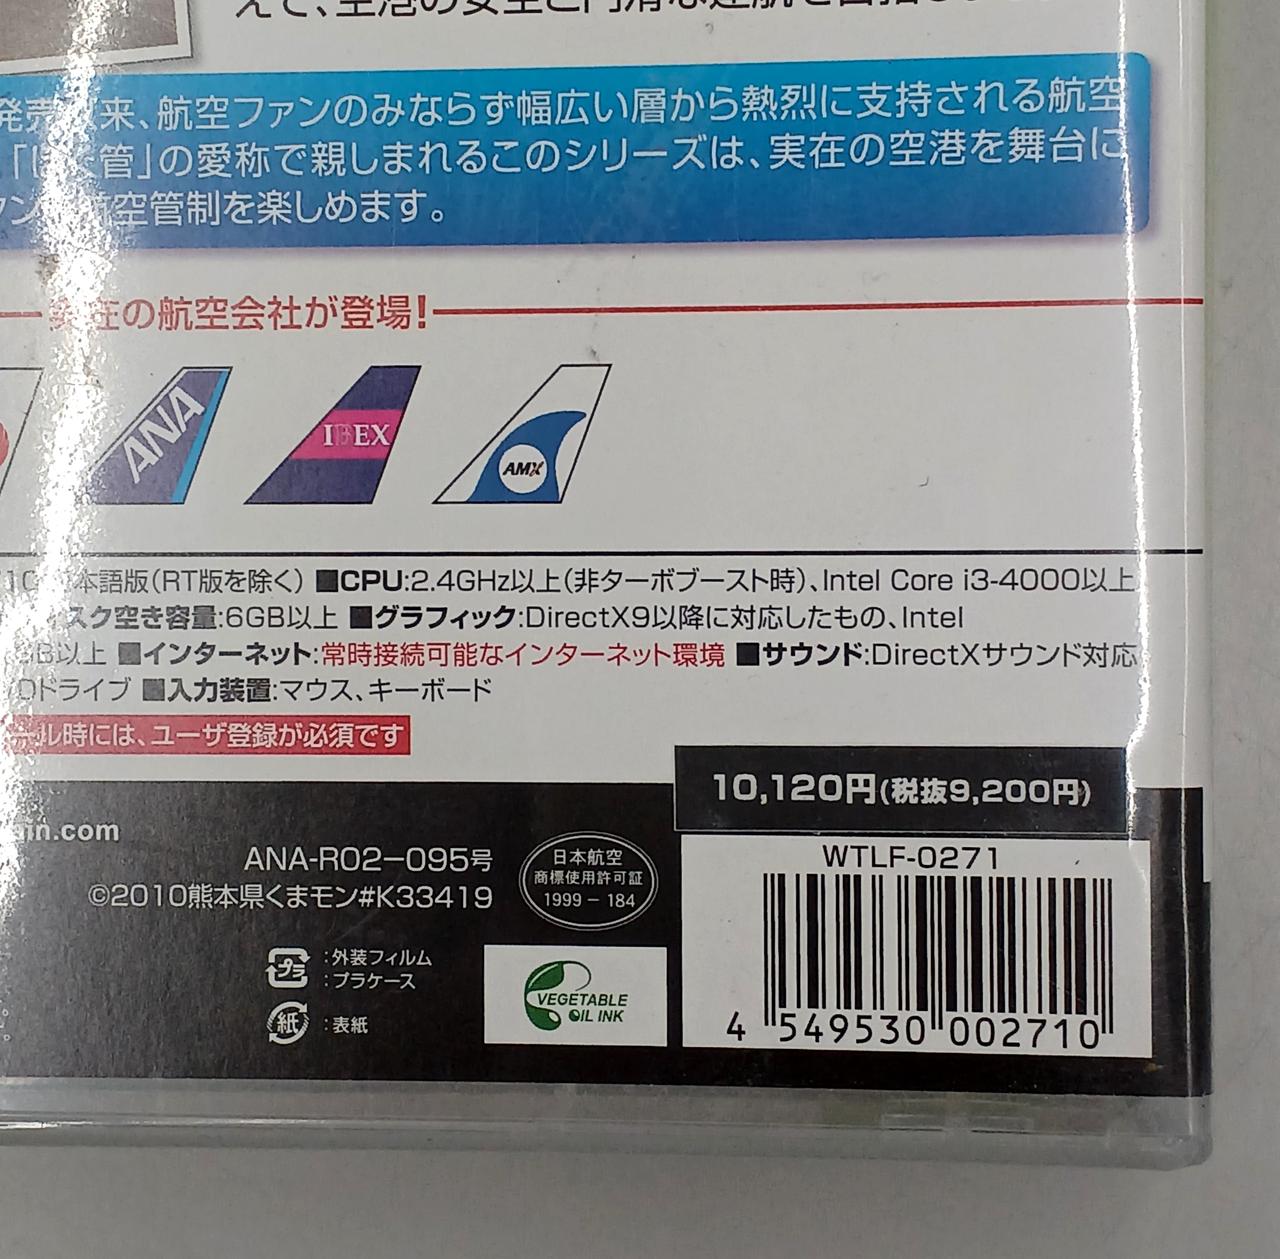 えて、空港の安全と円滑な運航を目指し
発売以来、航空ファンのみならず幅広い層から熱烈に支持される航空
「ぼく管」の愛称で親しまれるこのシリーズは、実在の空港を舞台に
航空管制を楽しめます。
実在の航空会社が登場!
ANA
IBEX
AMX
10 日本語版(RT版を除く) ■CPU:2.4GHz以上(非ターボブースト時)、Intel Core i3-4000以上
スク空き容量:6GB以上 ■グラフィック:DirectX9以降に対応したもの、Intel
GB以上 ■インターネット:常時接続可能なインターネット環境 ■サウンド:DirectXサウンド対応
Dドライブ ■入力装置:マウス、キーボード
ール時には、ユーザ登録が必須です
10,120円(税抜9,200円)
in.com
ANA-R02-095号
©2010熊本県くまモン#K33419
日本航空
商標使用許可証
1999 - 184
WTLF-0271
プラ :外装フィルム
:プラケース
紙 :表紙
VEGETABLE
OIL INK
4 549530 002710